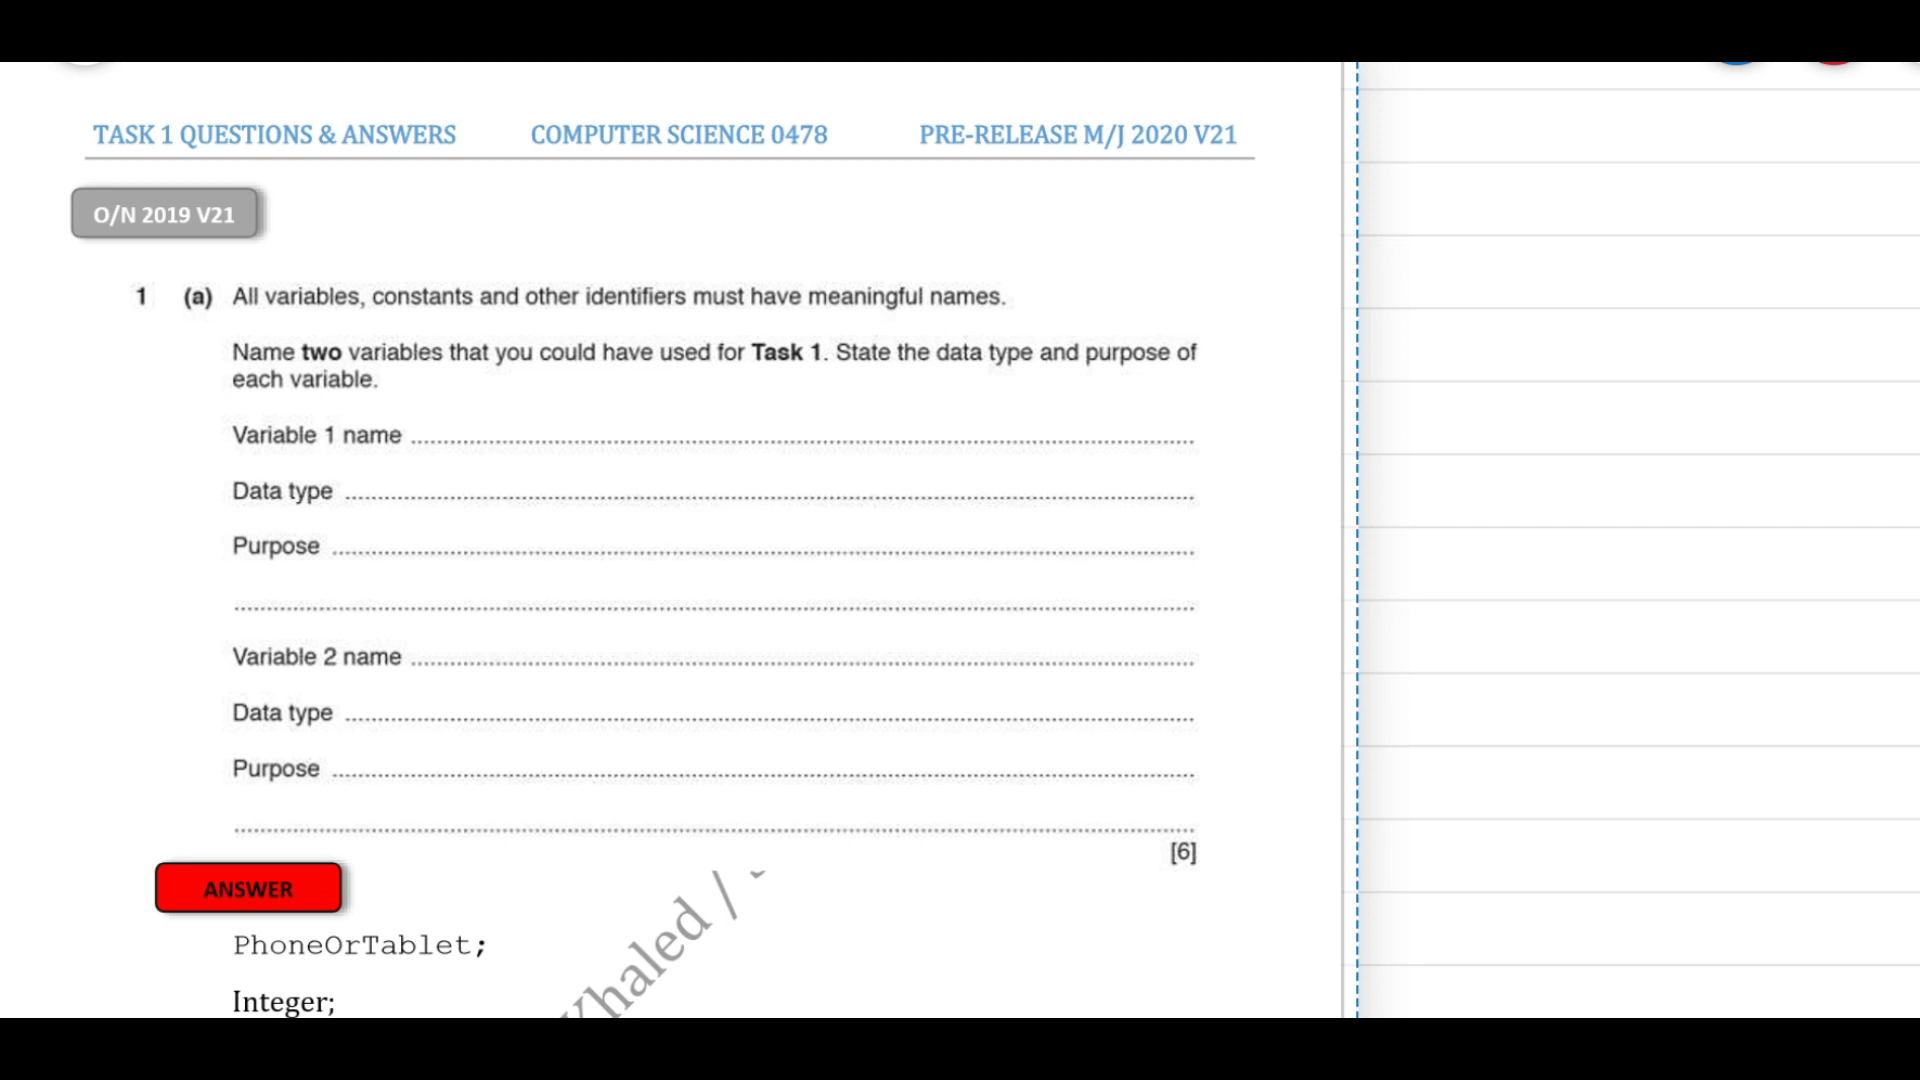 TASK 1 QUESTIONS & ANSWERS COMPUTER SCIENCE 0478 PRE-RELEASE M/J 2020 V21
O/N 2019 V21
1 (a) All variables, constants and other identifiers must have meaningful names.
Name two variables that you could have used for Task 1. State the data type and purpose of
each variable.
Variable 1 name
Data type
Purpose
Variable 2 name
Data type
Purpose
[6]
ANSWER
PhoneOrTablet;
Integer;
Khaled /